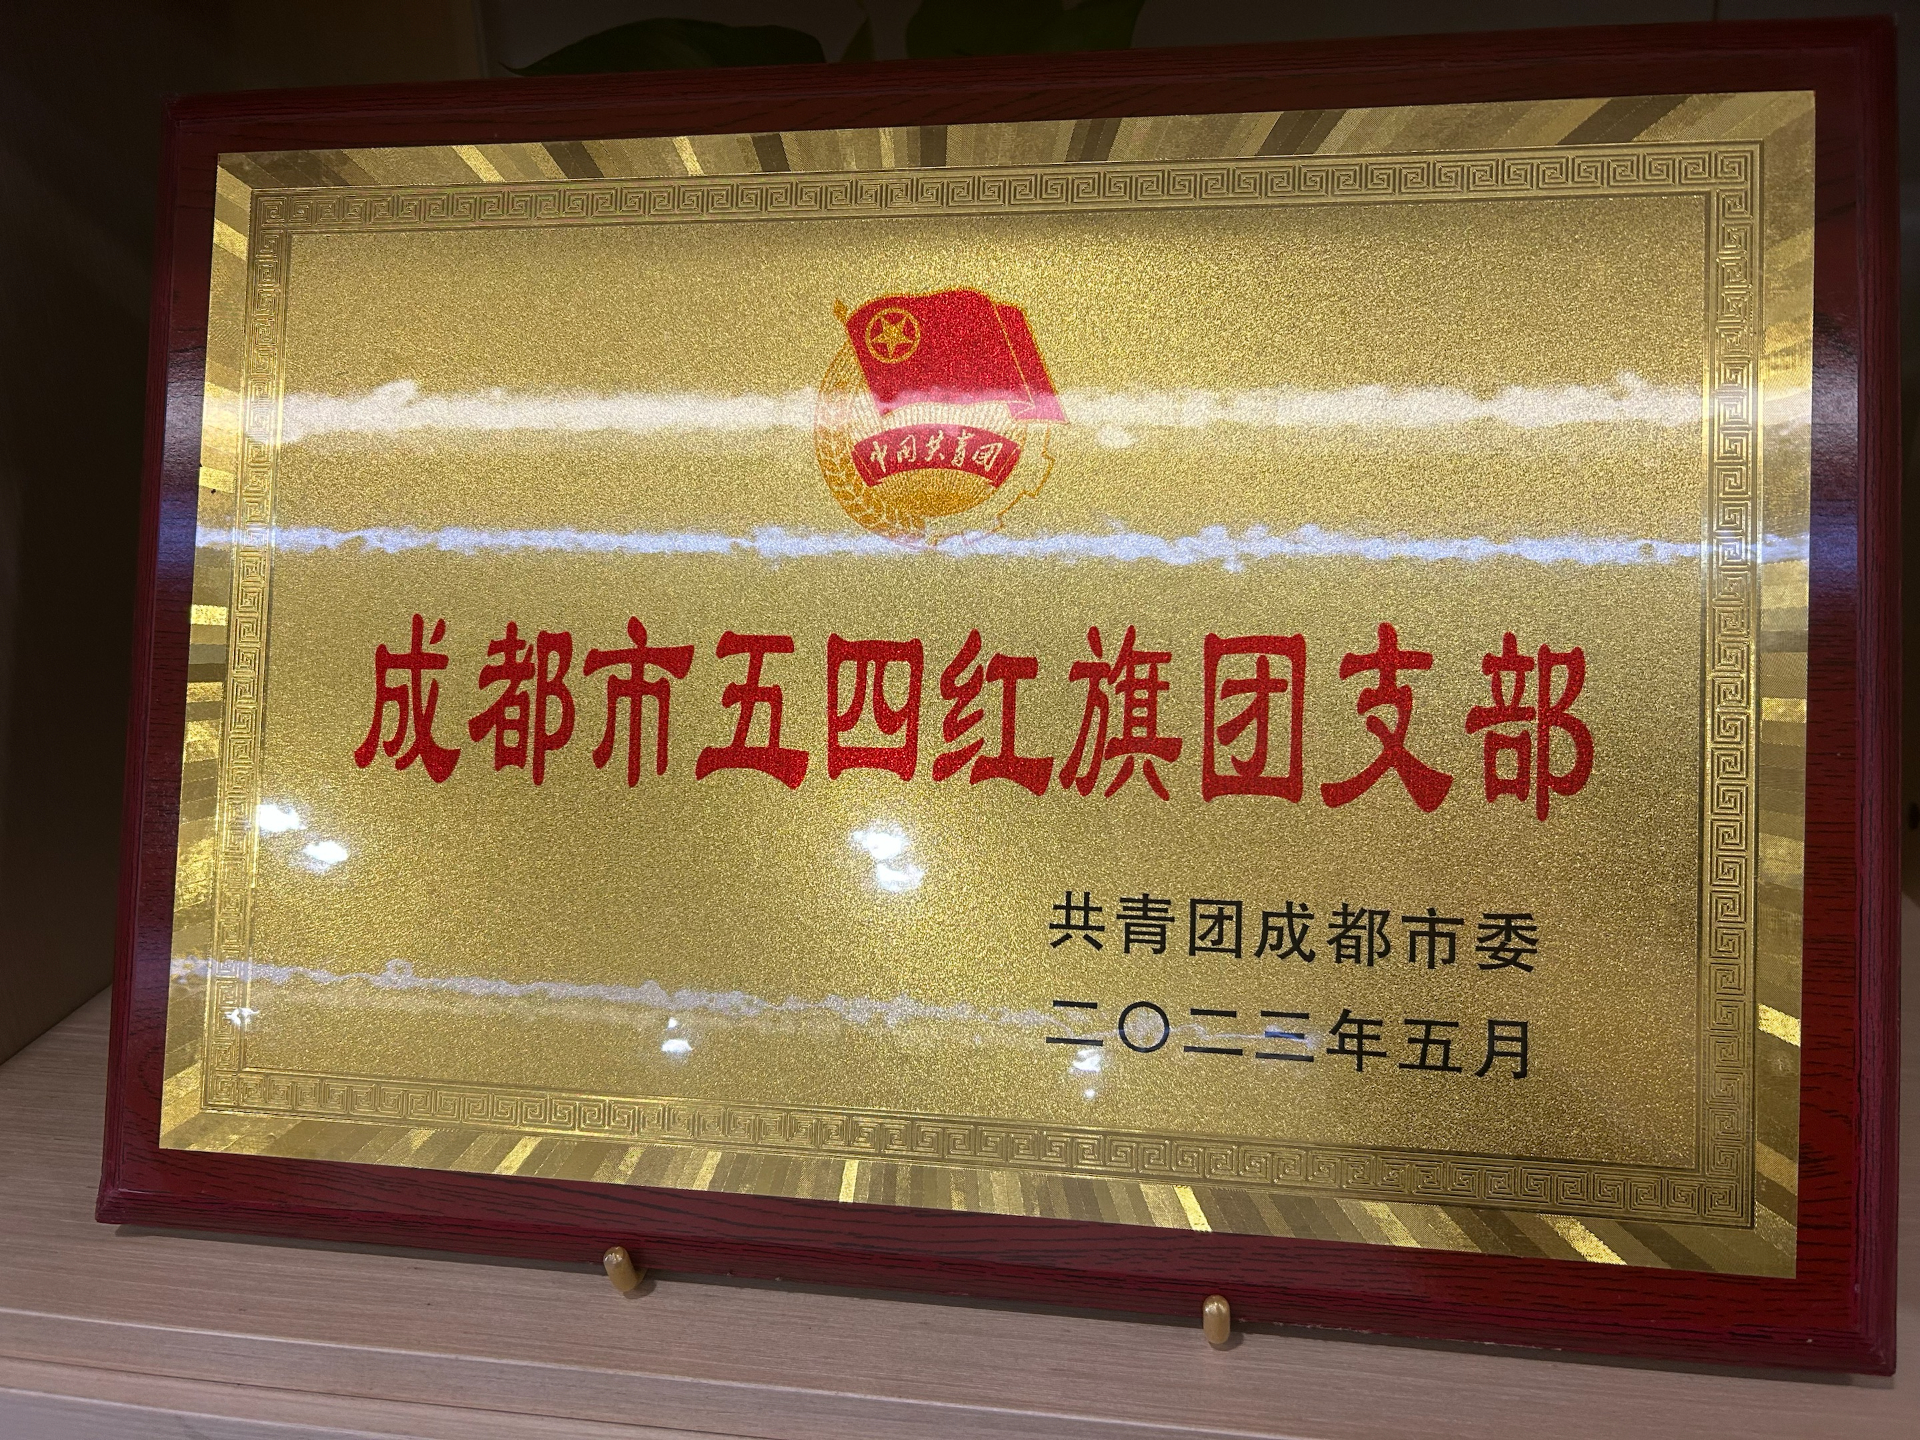 中国共青团
成都市五四红旗团支部
共青团成都市委
二〇二三年五月